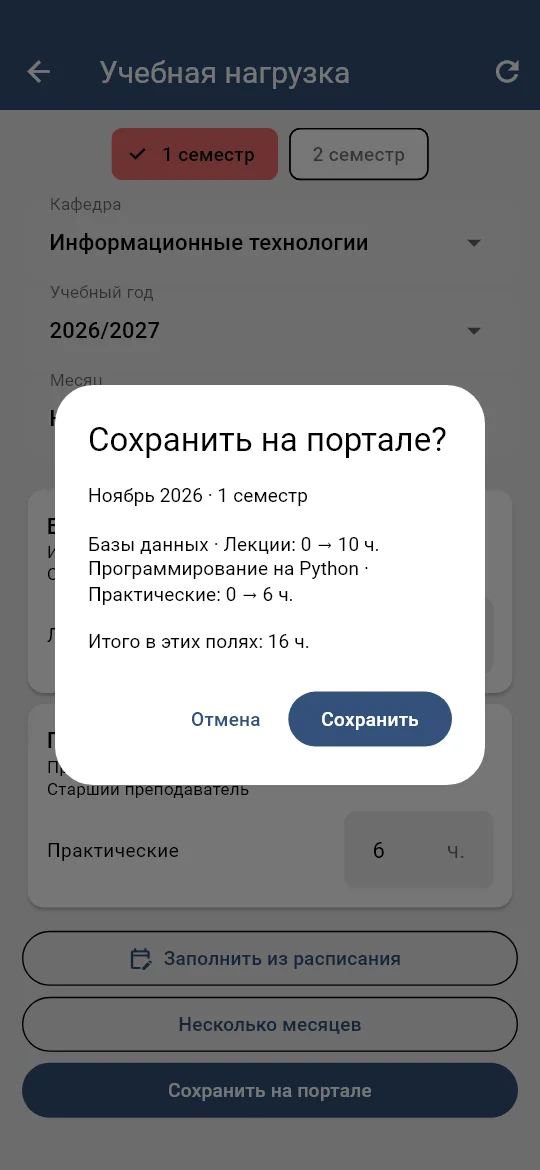 Учебная нагрузка
1 семестр
2 семестр
Кафедра
Информационные технологии
Учебный год
2026/2027
Месяц
Сохранить на портале?
Ноябрь 2026 · 1 семестр
Базы данных · Лекции: 0 → 10 ч.
Программирование на Python ·
Практические: 0 → 6 ч.
Итого в этих полях: 16 ч.
Отмена
Сохранить
Старший преподаватель
Практические
6
ч.
Заполнить из расписания
Несколько месяцев
Сохранить на портале